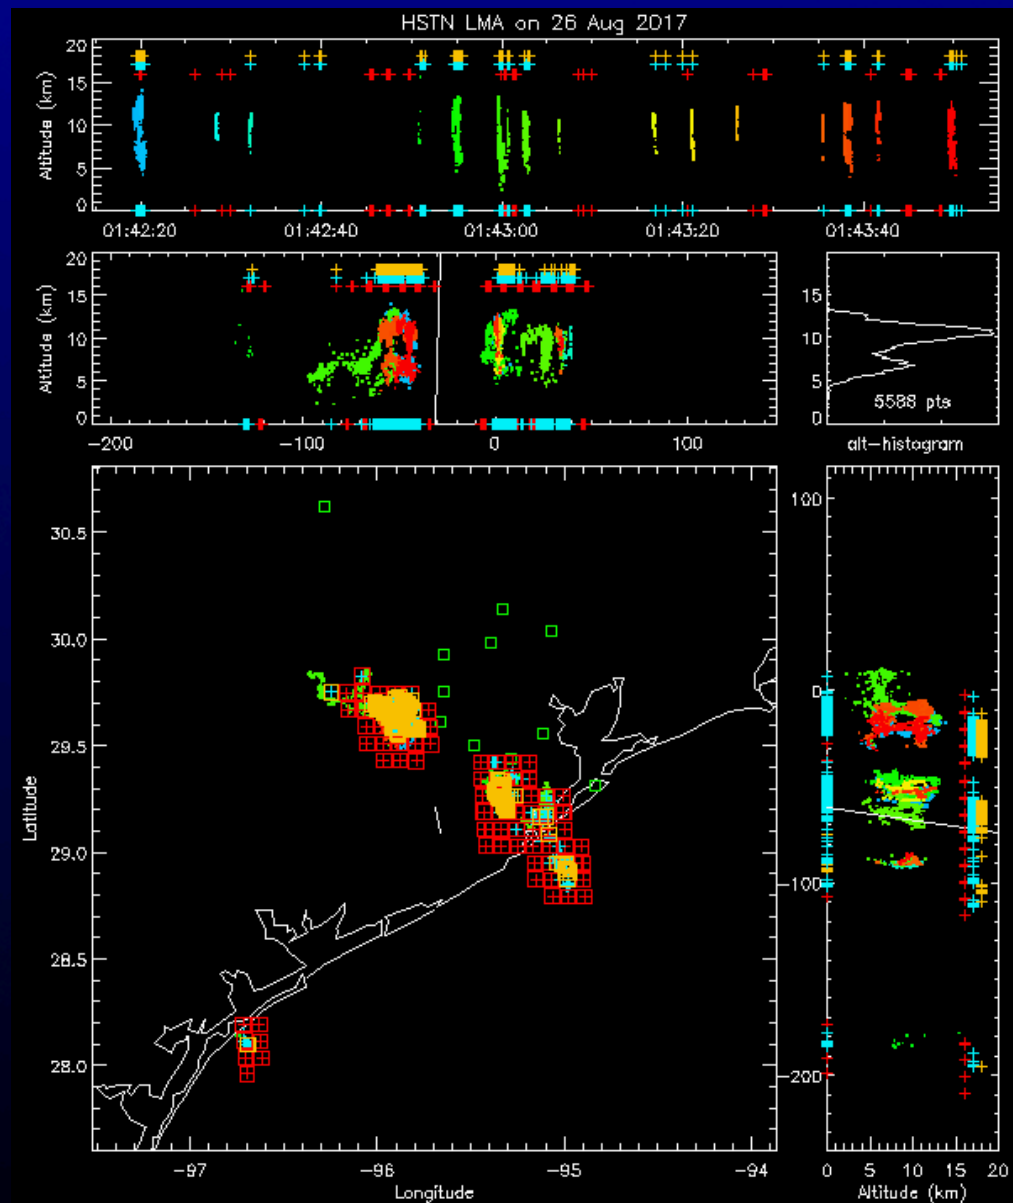 HSTN LMA on 26 Aug 2017
Altitude (km)
20
15
10
5
0
01:42:20 01:42:40 01:43:00 01:43:20 01:43:40
Altitude (km)
20
15
10
5
0
−200 −100 0 100
15
10
5
0
5588 pts
alt−histogram
Latitude
30.5
30.0
29.5
29.0
28.5
28.0
−97 −96 −95 −94
Longitude
100
0
−100
−200
0 5 10 15 20
Altitude (km)